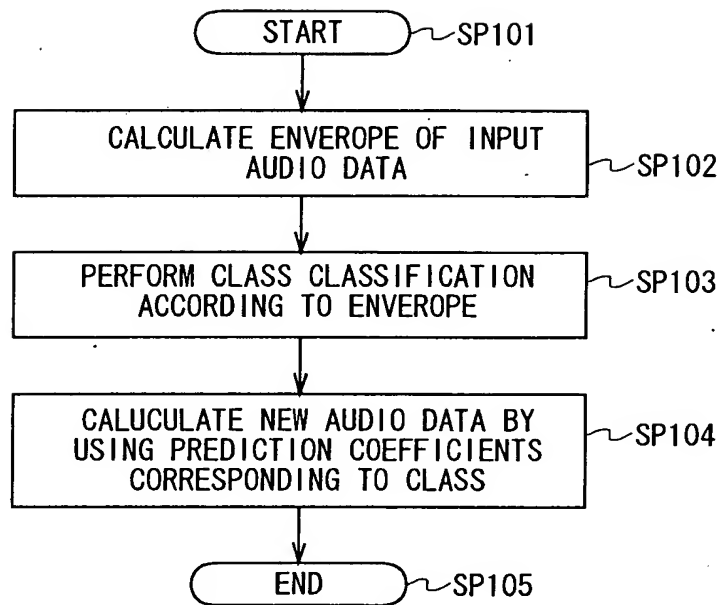 START
SP101
CALCULATE ENVEROPE OF INPUT
AUDIO DATA
SP102
PERFORM CLASS CLASSIFICATION
ACCORDING TO ENVEROPE
SP103
CALUCULATE NEW AUDIO DATA BY
USING PREDICTION COEFFICIENTS
CORRESPONDING TO CLASS
SP104
END
SP105